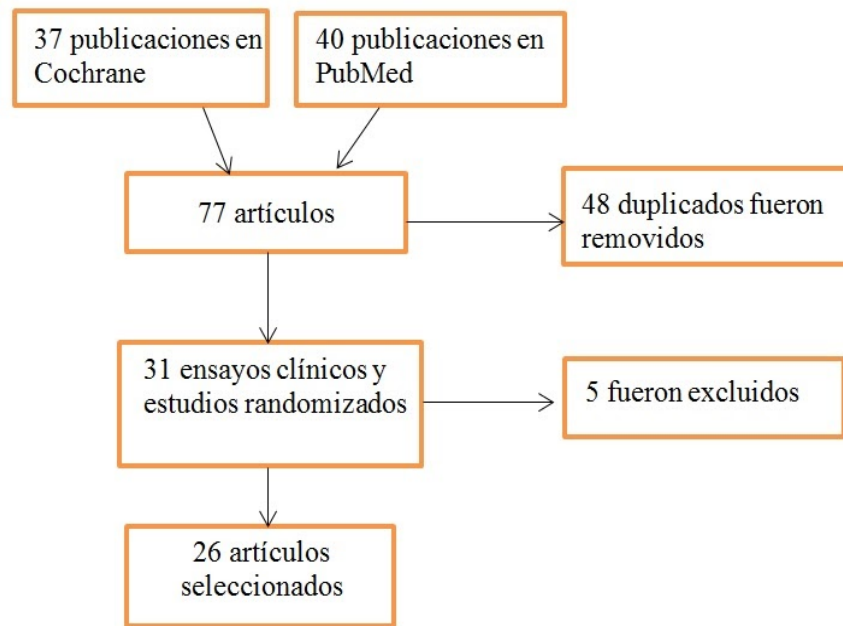 37 publicaciones en
Cochrane
40 publicaciones en
PubMed
77 artículos
48 duplicados fueron
removidos
31 ensayos clínicos y
estudios randomizados
5 fueron excluidos
26 artículos
seleccionados